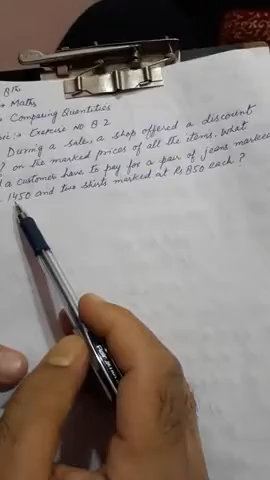 8th
Maths
Comparing Quantities
Exercise No 8.2
During a sale, a shop offered a discount
on the marked prices of all the items. What
a customer have to pay for a pair of jeans marked
1450 and two shirts marked at Rs 850 each ?